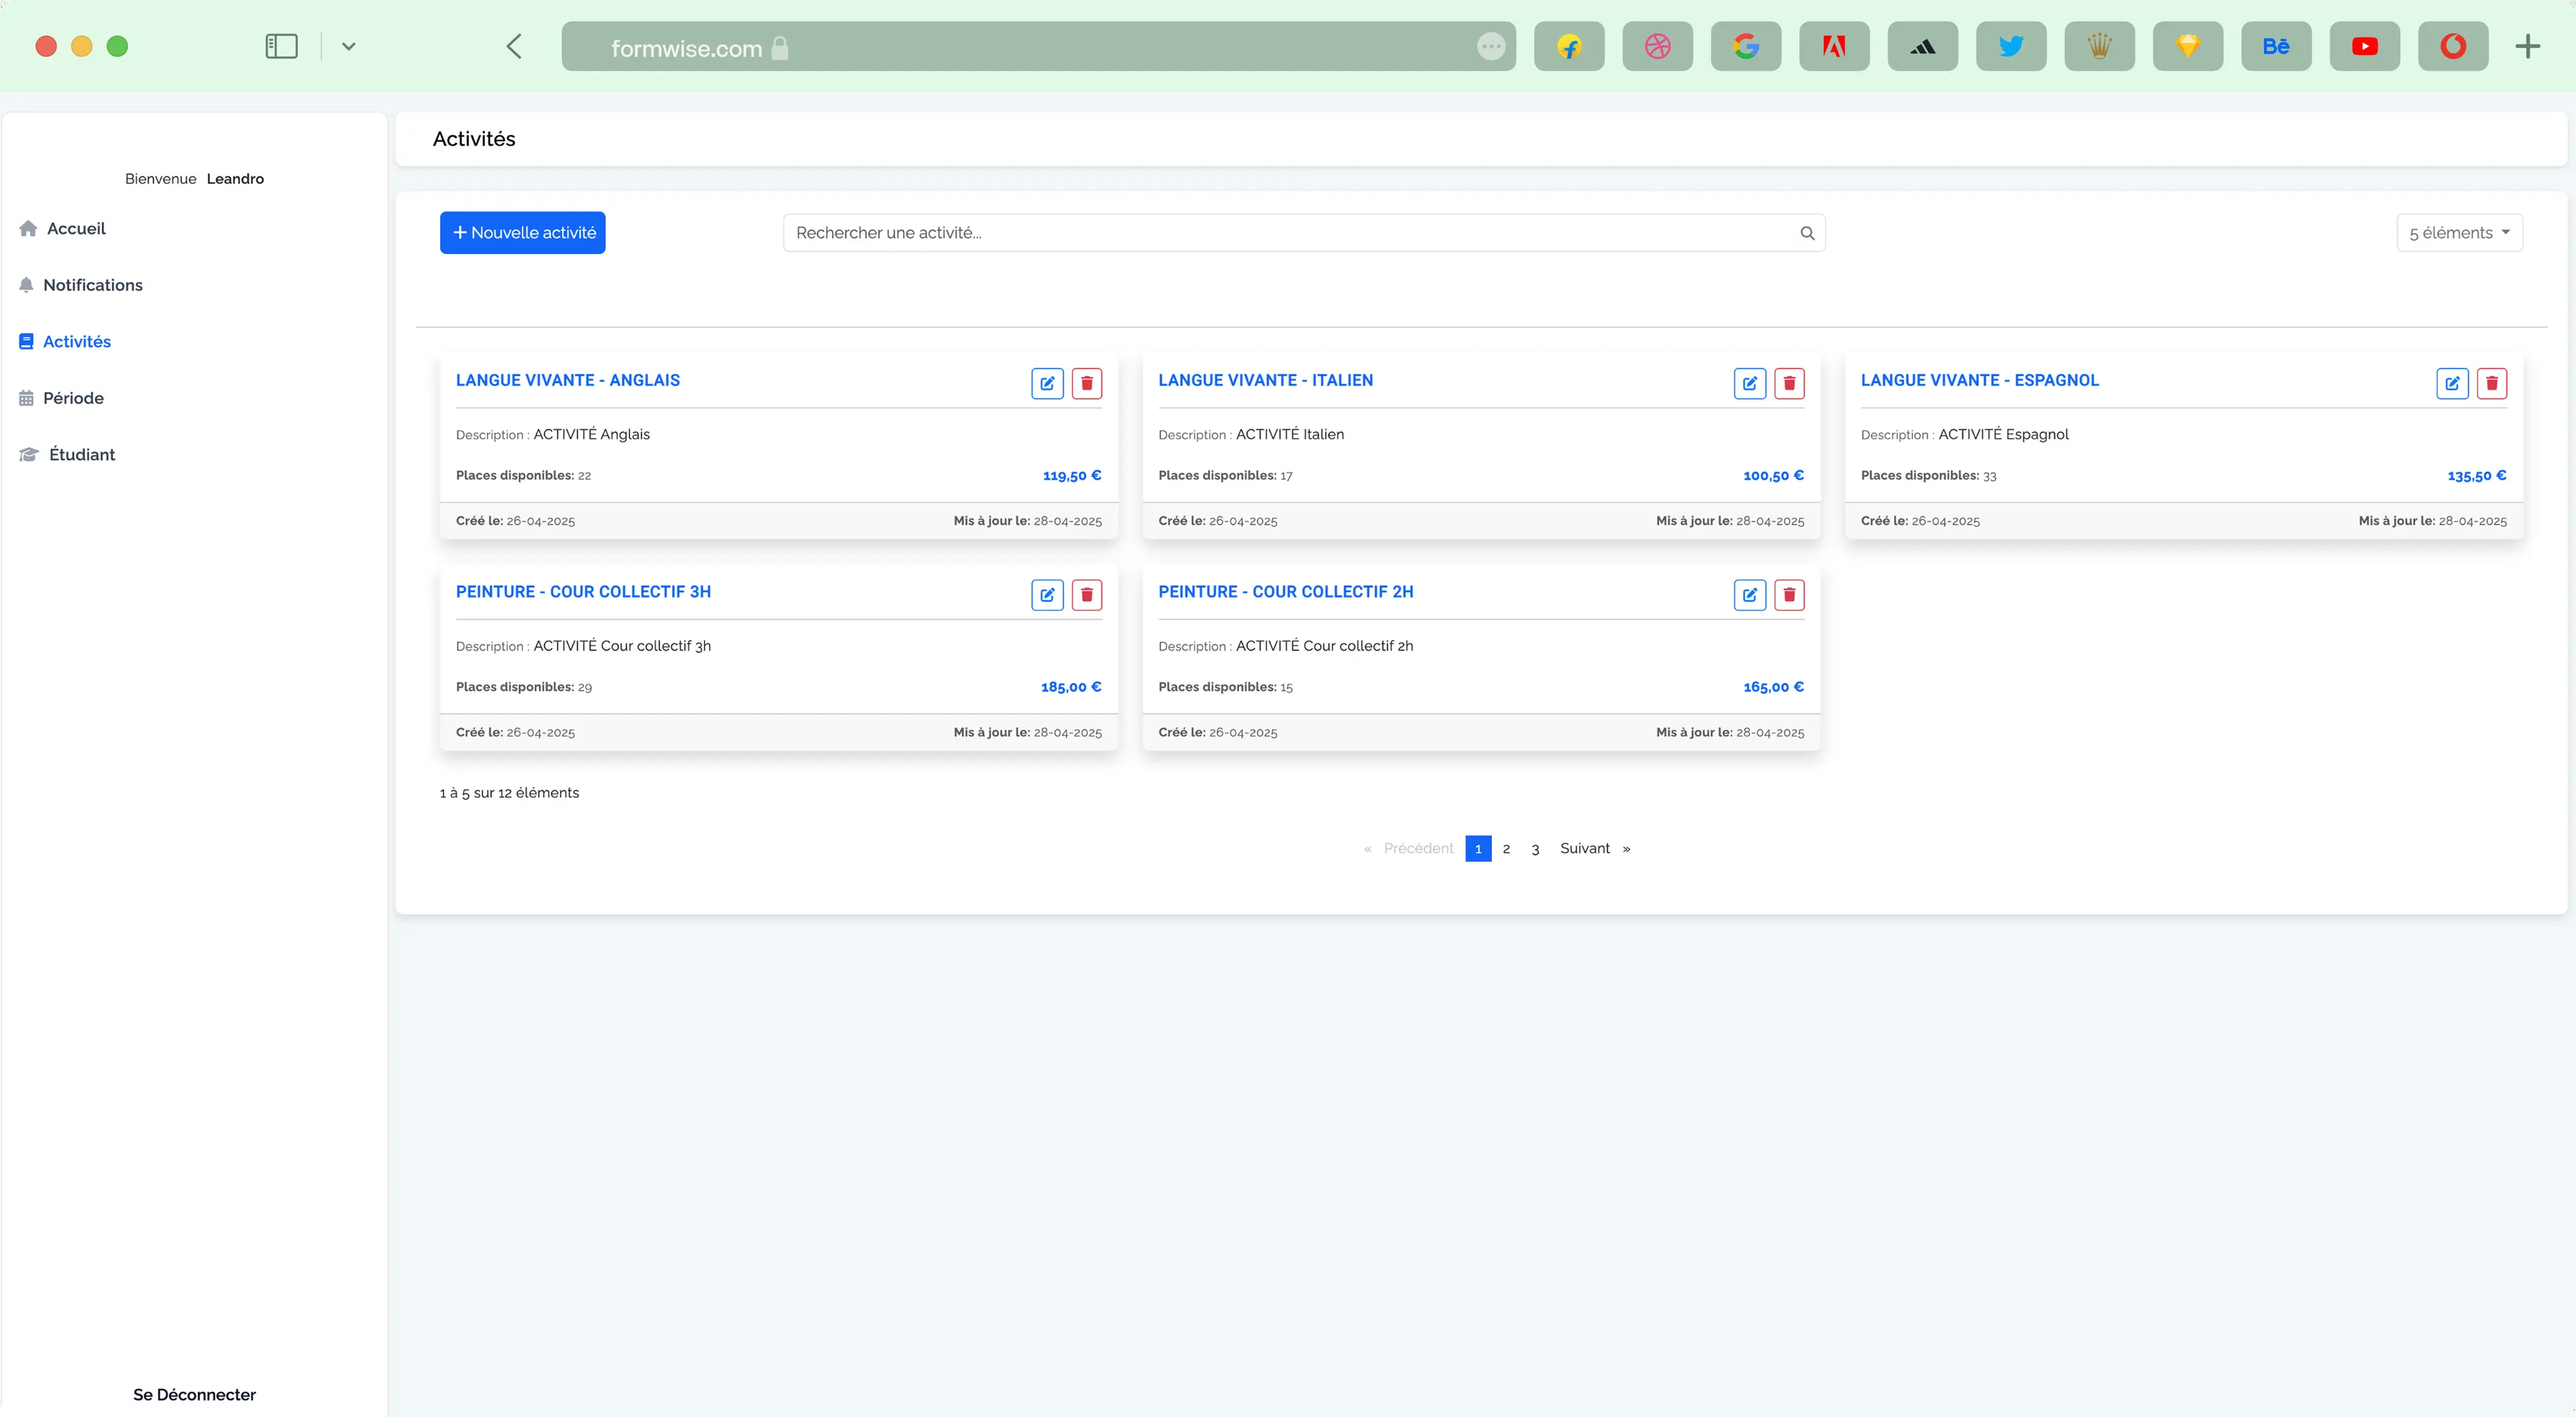 formwise.com
Bē
Activités
Bienvenue Leandro
Accueil
Notifications
Activités
Période
Étudiant
Se Déconnecter
+ Nouvelle activité
Rechercher une activité...
5 éléments
LANGUE VIVANTE - ANGLAIS
Description : ACTIVITÉ Anglais
Places disponibles: 22 119,50 €
Créé le: 26-04-2025 Mis à jour le: 28-04-2025
LANGUE VIVANTE - ITALIEN
Description : ACTIVITÉ Italien
Places disponibles: 17 100,50 €
Créé le: 26-04-2025 Mis à jour le: 28-04-2025
LANGUE VIVANTE - ESPAGNOL
Description : ACTIVITÉ Espagnol
Places disponibles: 33 135,50 €
Créé le: 26-04-2025 Mis à jour le: 28-04-2025
PEINTURE - COUR COLLECTIF 3H
Description : ACTIVITÉ Cour collectif 3h
Places disponibles: 29 185,00 €
Créé le: 26-04-2025 Mis à jour le: 28-04-2025
PEINTURE - COUR COLLECTIF 2H
Description : ACTIVITÉ Cour collectif 2h
Places disponibles: 15 165,00 €
Créé le: 26-04-2025 Mis à jour le: 28-04-2025
1 à 5 sur 12 éléments
« Précédent 1 2 3 Suivant »